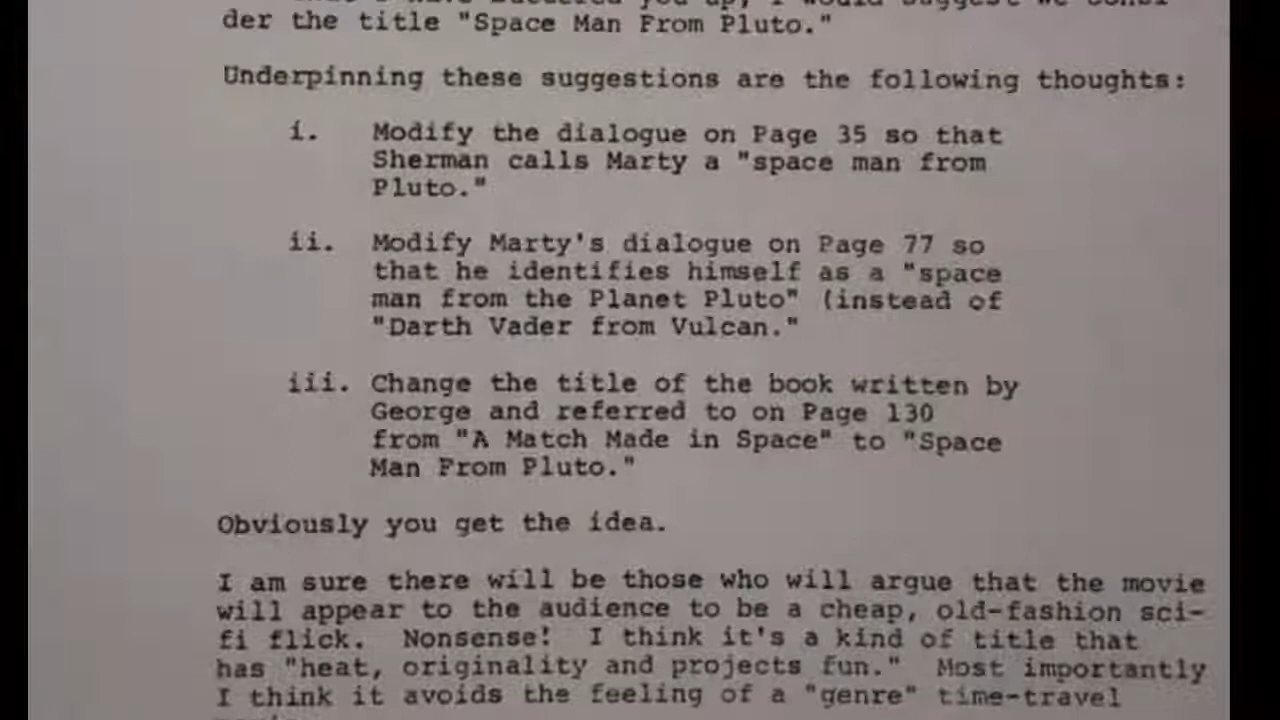 der the title "Space Man From Pluto."
Underpinning these suggestions are the following thoughts:
i. Modify the dialogue on Page 35 so that
Sherman calls Marty a "space man from
Pluto."
ii. Modify Marty's dialogue on Page 77 so
that he identifies himself as a "space
man from the Planet Pluto" (instead of
"Darth Vader from Vulcan."
iii. Change the title of the book written by
George and referred to on Page 130
from "A Match Made in Space" to "Space
Man From Pluto."
Obviously you get the idea.
I am sure there will be those who will argue that the movie
will appear to the audience to be a cheap, old-fashion sci-
fi flick. Nonsense! I think it's a kind of title that
has "heat, originality and projects fun." Most importantly
I think it avoids the feeling of a "genre" time-travel